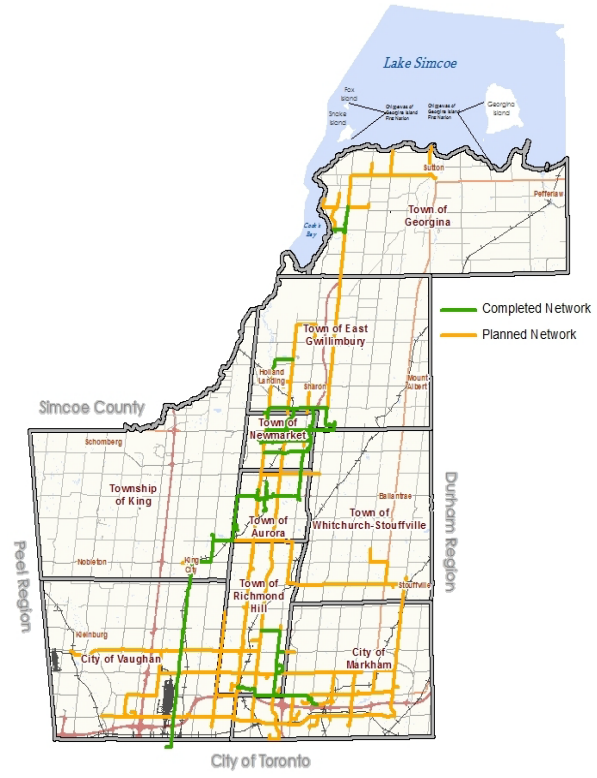 Lake Simcoe
Fox
Island
Snake
Island
Chippewas of
Georgina Island
First Nation
Chippewas of
Georgina Island
First Nation
Georgina
Island
Sutton
Pefferlaw
Town of
Georgina
Cook's
Bay
Completed Network
Planned Network
Town of East
Gwillimbury
Holland
Landing
Sharon
Mount
Albert
Simcoe County
Town of
Newmarket
Schomberg
Township
of King
Ballantrae
Town of
Whitchurch-Stouffville
Town of
Aurora
Durham Region
Peel Region
Nobleton
King
City
Town of
Richmond
Hill
Stouffville
Kleinburg
City of Vaughan
City of
Markham
City of Toronto